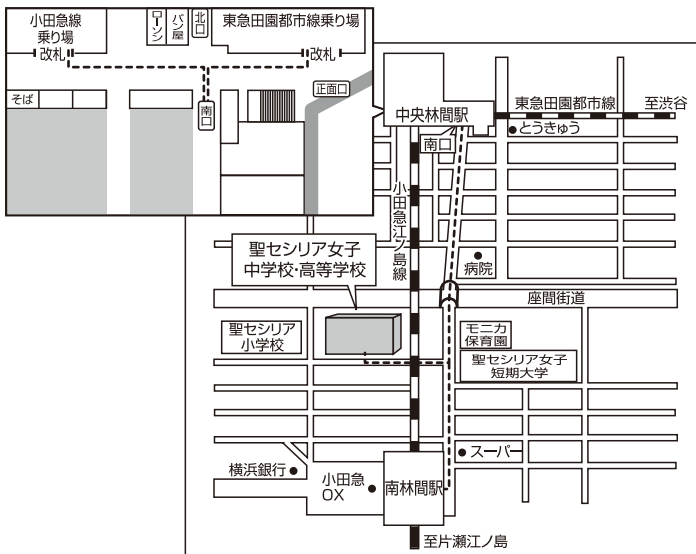 小田急線
乗り場
改札
ローソン
パン屋
北口
東急田園都市線乗り場
改札
そば
南口
正面口
中央林間駅
東急田園都市線
至渋谷
とうきゅう
南口
小田急江ノ島線
病院
聖セシリア女子
中学校・高等学校
座間街道
聖セシリア
小学校
モニカ
保育園
聖セシリア女子
短期大学
スーパー
横浜銀行
小田急
OX
南林間駅
至片瀬江ノ島